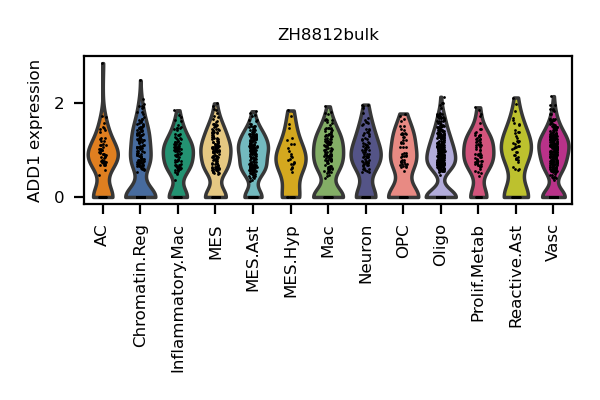 ZH8812bulk
ADD1 expression
2
0
AC
Chromatin.Reg
Inflammatory.Mac
MES
MES.Ast
MES.Hyp
Mac
Neuron
OPC
Oligo
Prolif.Metab
Reactive.Ast
Vasc